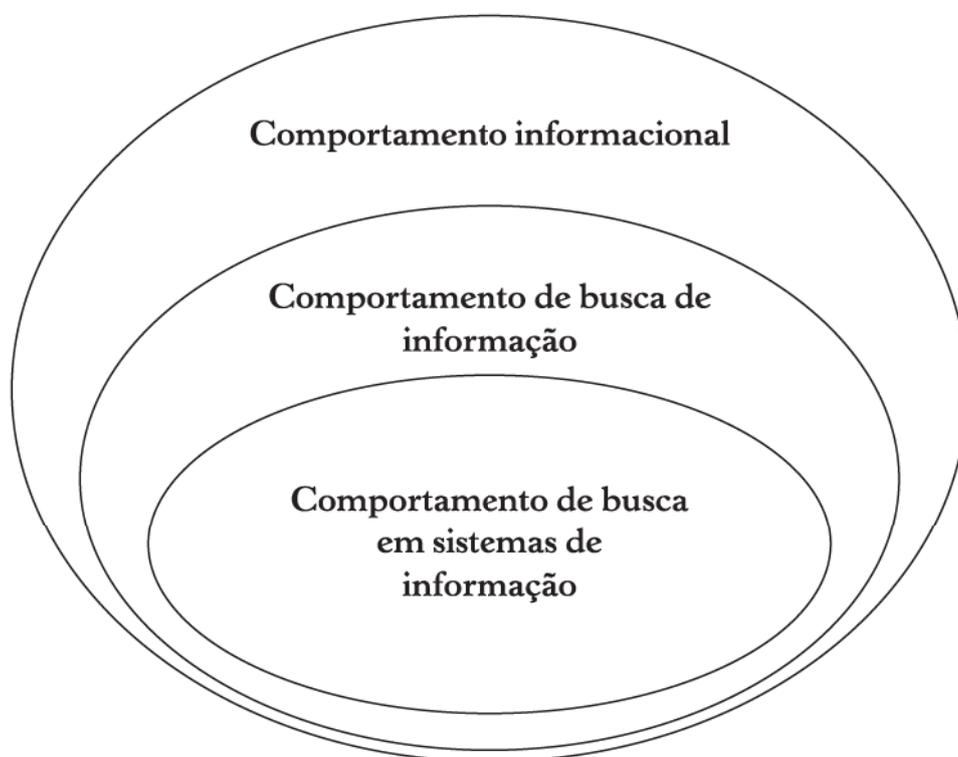 Comportamento informacional
Comportamento de busca de
informação
Comportamento de busca
em sistemas de
informação